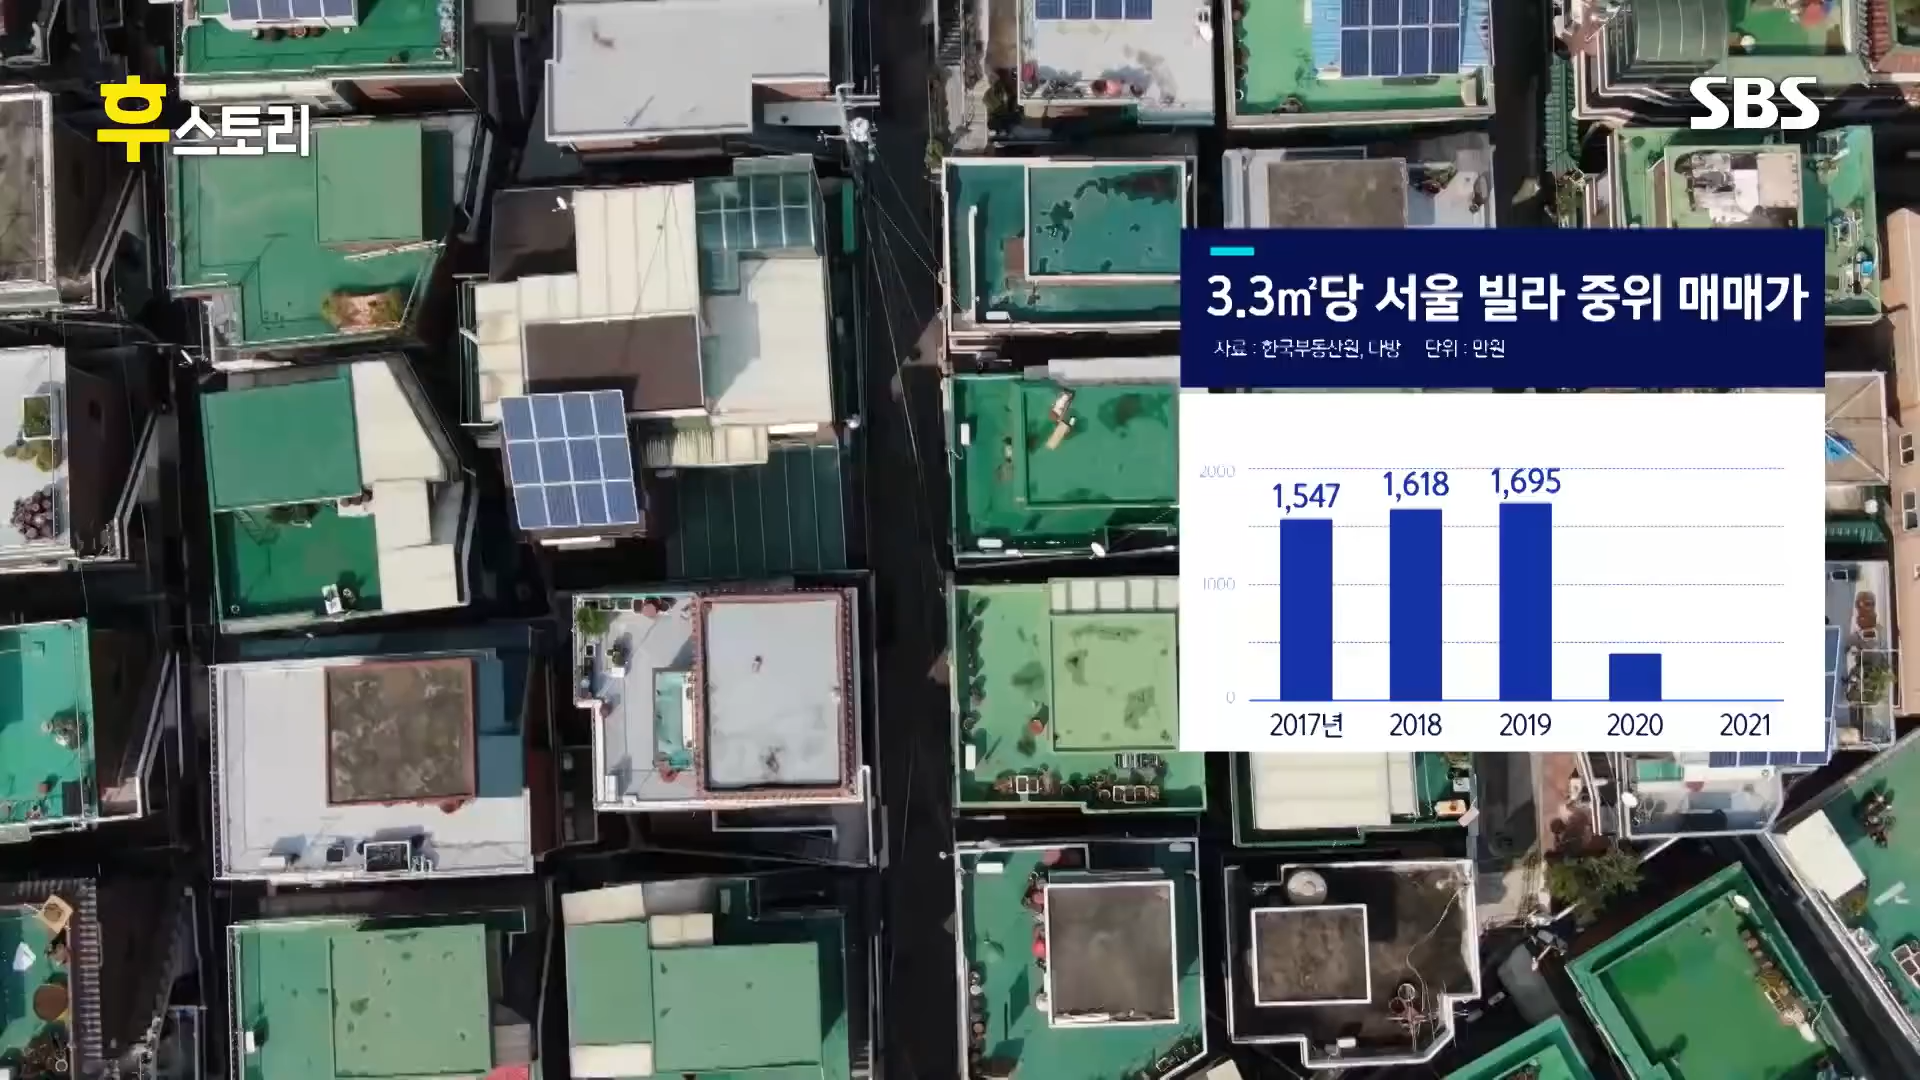 후스토리
SBS
3.3㎡당 서울 빌라 중위 매매가
사료 : 한국부동산원, 다방 단위 : 만원
2000
1,547
1,618
1,695
1000
0
2017년
2018
2019
2020
2021